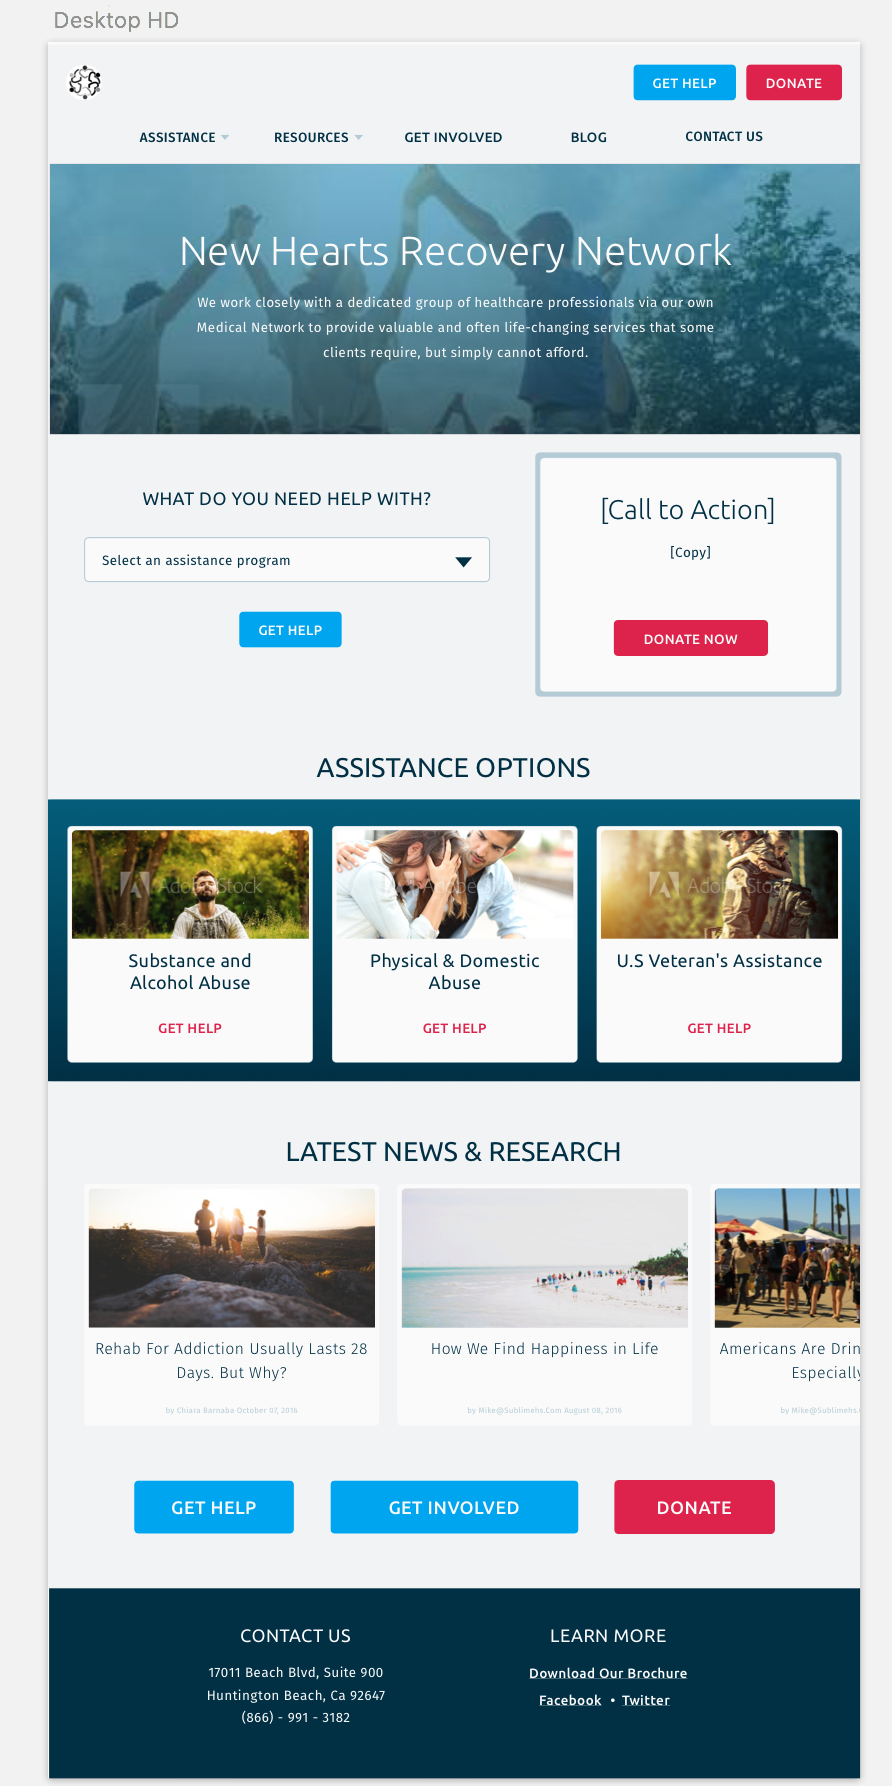 Desktop HD
GET HELP
DONATE
ASSISTANCE
RESOURCES
GET INVOLVED
BLOG
CONTACT US
New Hearts Recovery Network
We work closely with a dedicated group of healthcare professionals via our own
Medical Network to provide valuable and often life-changing services that some
clients require, but simply cannot afford.
WHAT DO YOU NEED HELP WITH?
Select an assistance program
GET HELP
[Call to Action]
[Copy]
DONATE NOW
ASSISTANCE OPTIONS
Adobe Stock
Substance and
Alcohol Abuse
GET HELP
Adobe Stock
Physical & Domestic
Abuse
GET HELP
Adobe Stock
U.S Veteran's Assistance
GET HELP
LATEST NEWS & RESEARCH
Rehab For Addiction Usually Lasts 28
Days. But Why?
by Chiara Barnaba October 07, 2016
How We Find Happiness in Life
by Mike@Sublimehs.Com August 08, 2016
Americans Are Drin
Especially
by Mike@Sublimehs.
GET HELP
GET INVOLVED
DONATE
CONTACT US
17011 Beach Blvd, Suite 900
Huntington Beach, Ca 92647
(866) - 991 - 3182
LEARN MORE
Download Our Brochure
Facebook • Twitter